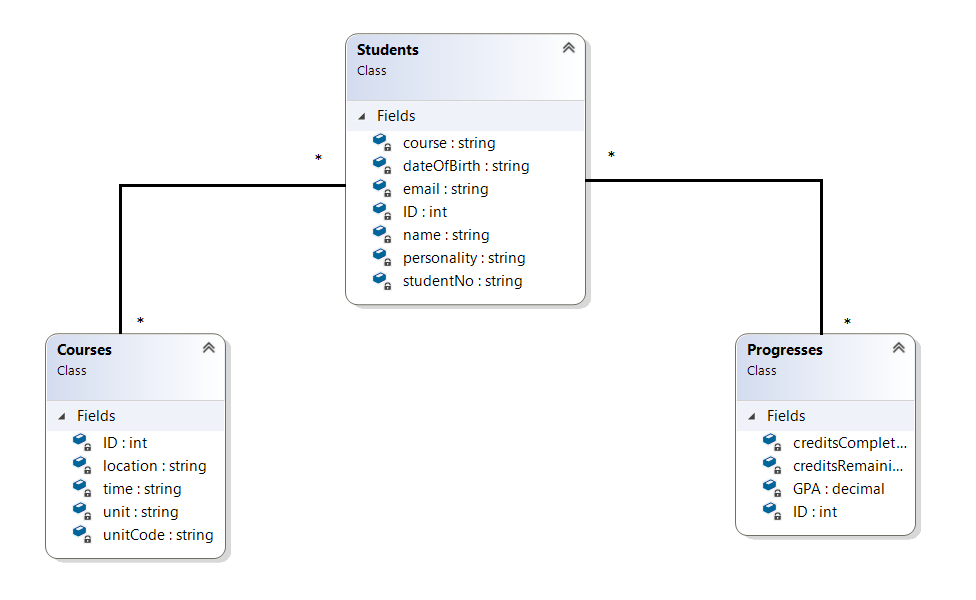 Students
Class
Fields
course : string
dateOfBirth : string
email : string
ID : int
name : string
personality : string
studentNo : string
*
*
*
*
Courses
Class
Fields
ID : int
location : string
time : string
unit : string
unitCode : string
Progresses
Class
Fields
creditsComplet...
creditsRemaini...
GPA : decimal
ID : int